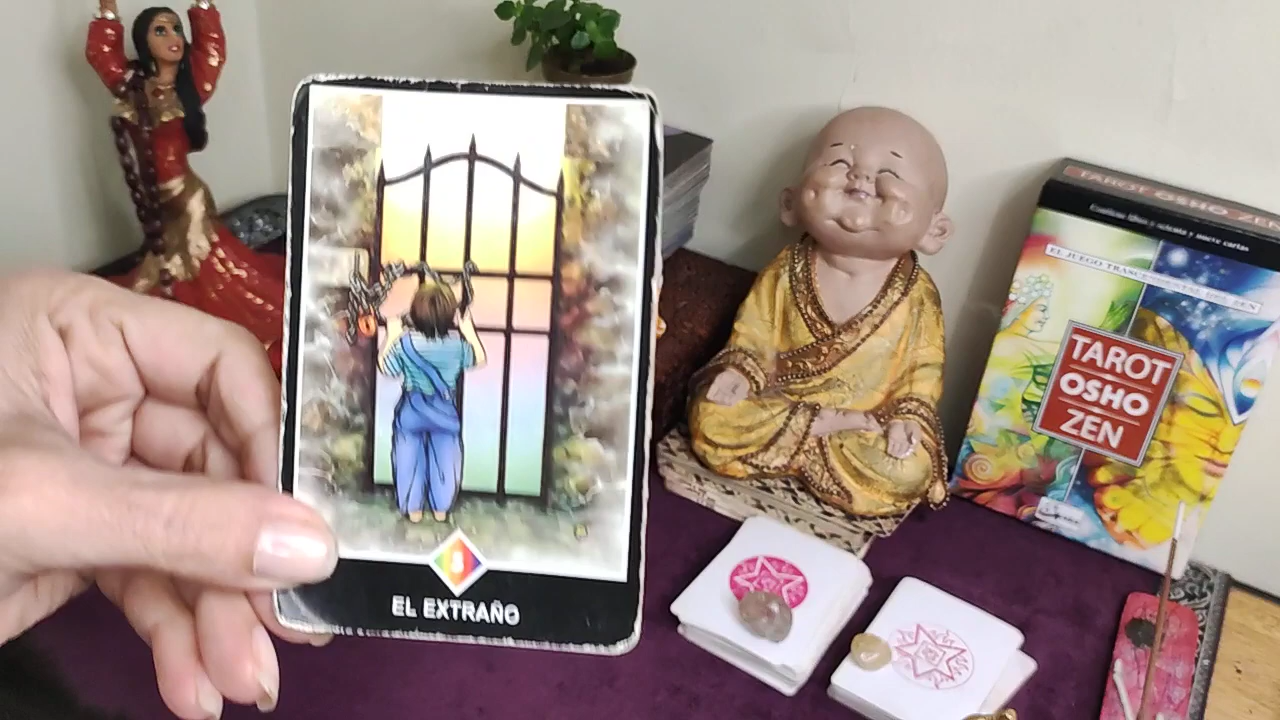 EL EXTRAÑO
TAROT OSHO ZEN
EL JUEGO TRASCENDENTAL DEL ZEN
TAROT
OSHO
ZEN